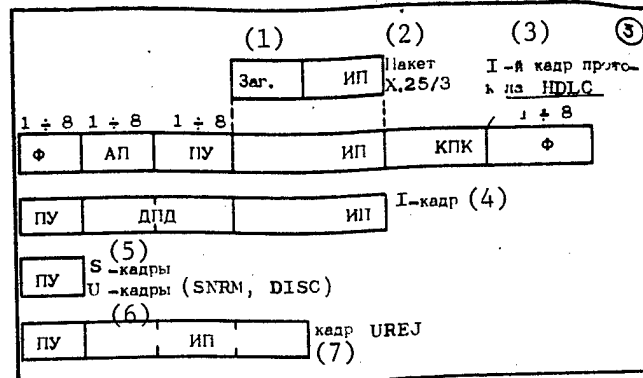 (1) (2) (3) ③
Заг. ИП Пакет X.25/3 I-й кадр прото-
HDLC
1 ÷ 8 1 ÷ 8 1 ÷ 8 1 ÷ 8
Ф АП ПУ ИП КПК Ф
ПУ ДПД ИП I-кадр (4)
(5)
ПУ S-кадры
U-кадры (SNRM, DISC)
(6)
ПУ ИП кадр UREJ
(7)